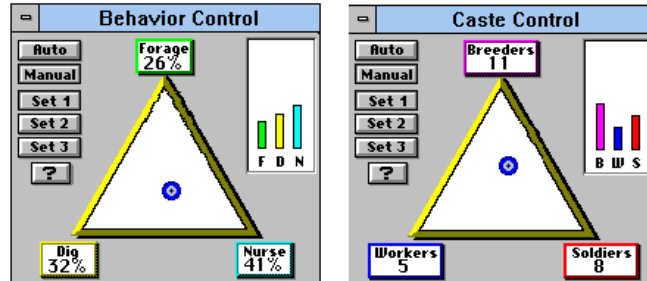 Behavior Control
Auto
Manual
Set 1
Set 2
Set 3
?
Forage
26%
F D N
Dig
32%
Nurse
41%
Caste Control
Auto
Manual
Set 1
Set 2
Set 3
?
Breeders
11
B W S
Workers
5
Soldiers
8